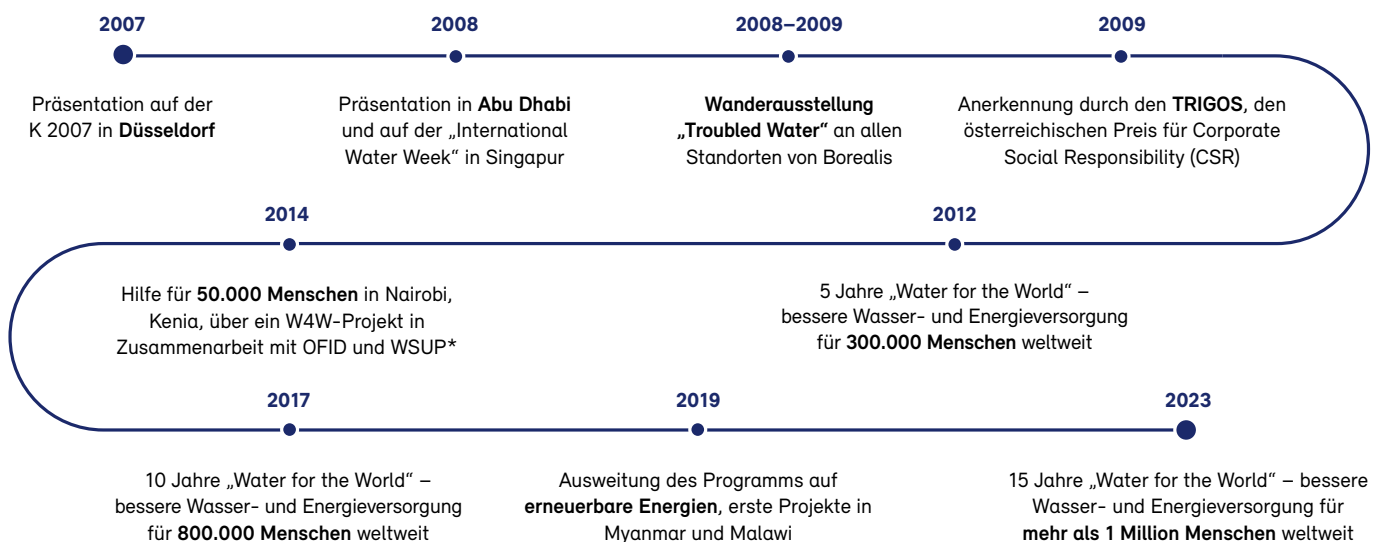 2007
Präsentation auf der
K 2007 in Düsseldorf
2008
Präsentation in Abu Dhabi
und auf der „International
Water Week“ in Singapur
2008–2009
Wanderausstellung
„Troubled Water“ an allen
Standorten von Borealis
2009
Anerkennung durch den TRIGOS, den
österreichischen Preis für Corporate
Social Responsibility (CSR)
2012
5 Jahre „Water for the World“ –
bessere Wasser- und Energieversorgung
für 300.000 Menschen weltweit
2014
Hilfe für 50.000 Menschen in Nairobi,
Kenia, über ein W4W-Projekt in
Zusammenarbeit mit OFID und WSUP*
2017
10 Jahre „Water for the World“ –
bessere Wasser- und Energieversorgung
für 800.000 Menschen weltweit
2019
Ausweitung des Programms auf
erneuerbare Energien, erste Projekte in
Myanmar und Malawi
2023
15 Jahre „Water for the World“ – bessere
Wasser- und Energieversorgung für
mehr als 1 Million Menschen weltweit